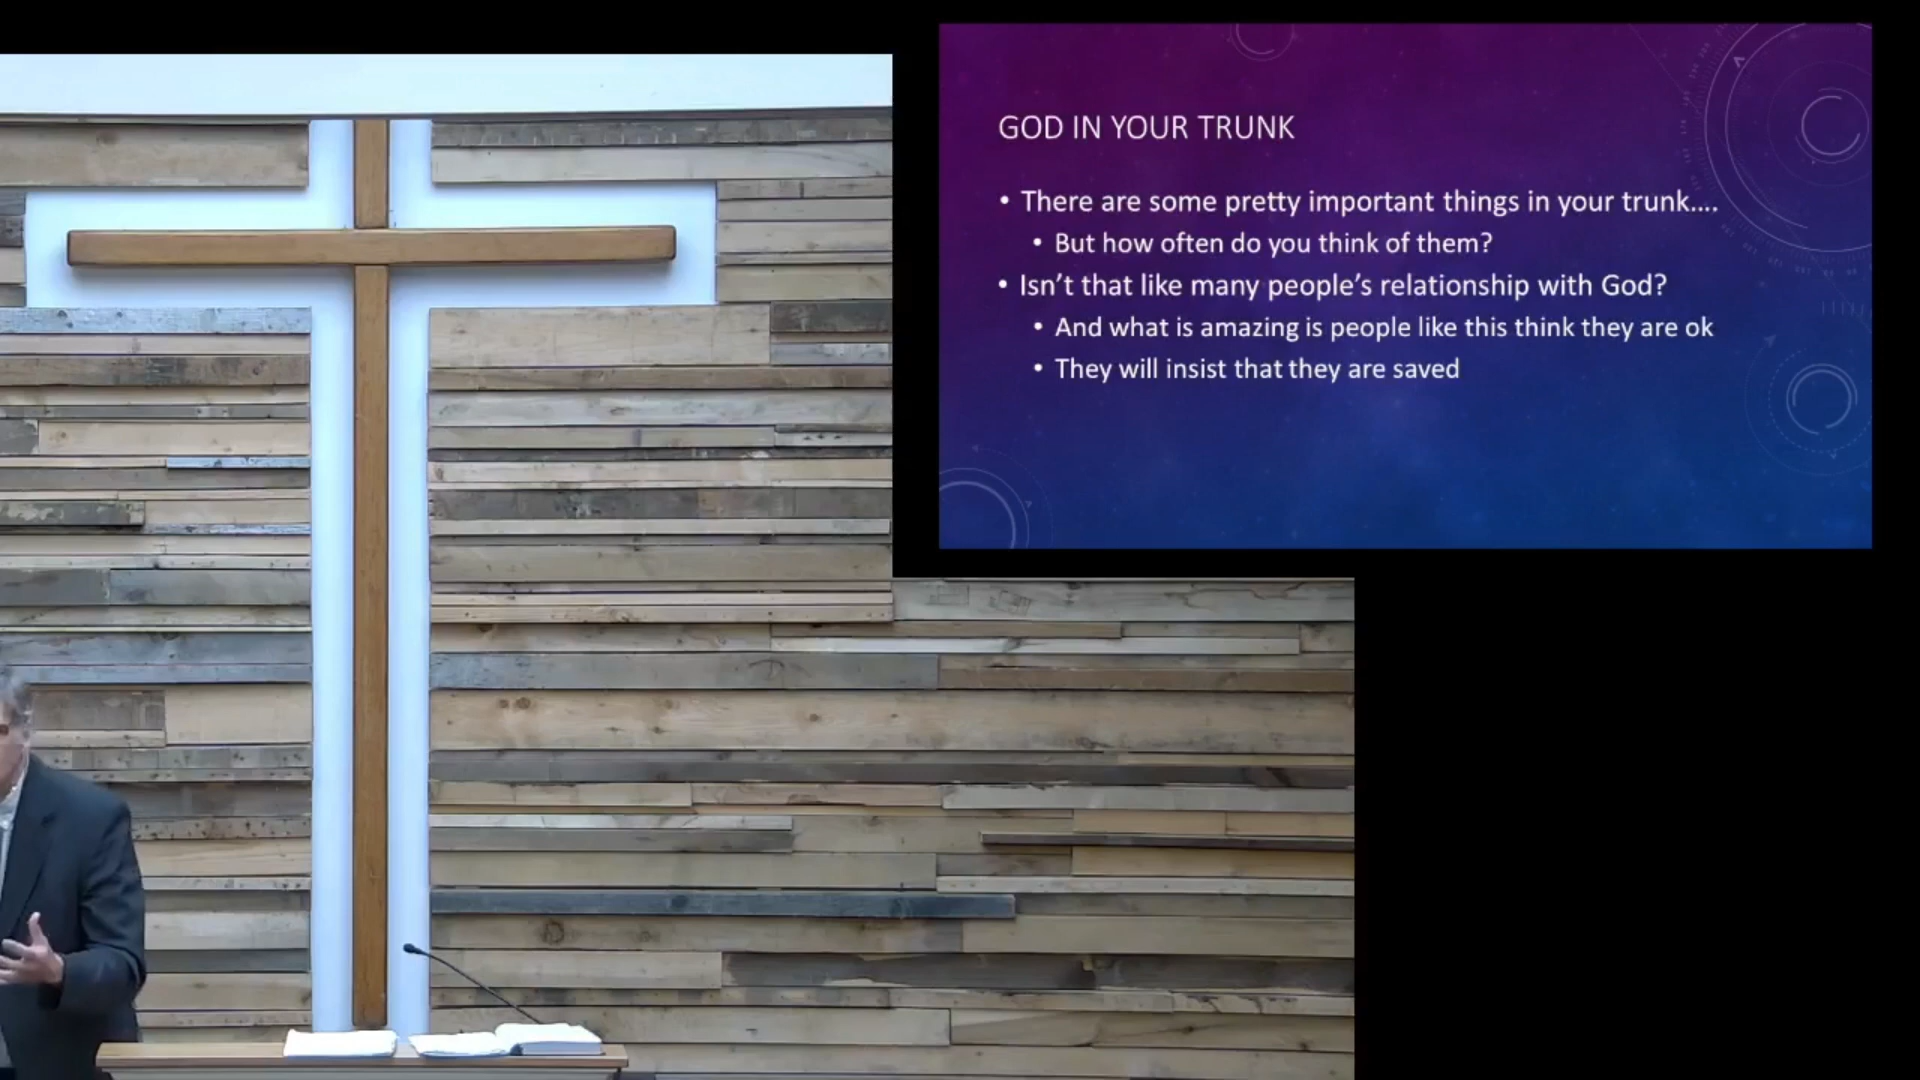 GOD IN YOUR TRUNK
• There are some pretty important things in your trunk....
• But how often do you think of them?
• Isn't that like many people's relationship with God?
• And what is amazing is people like this think they are ok
• They will insist that they are saved